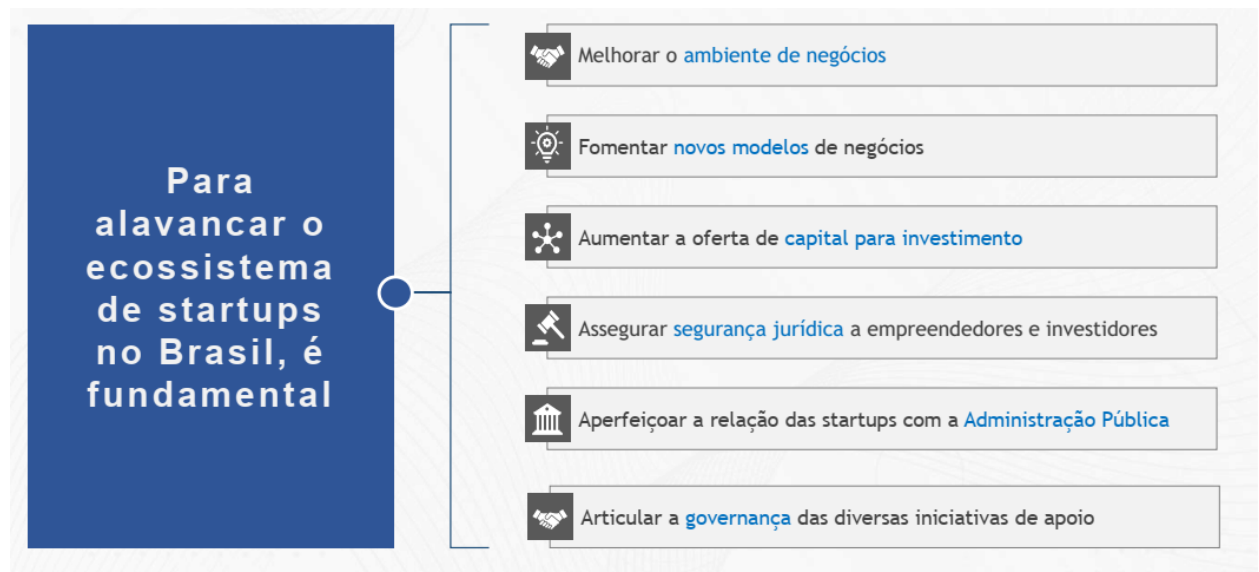 Para
alavancar o
ecossistema
de startups
no Brasil, é
fundamental
Melhorar o ambiente de negócios
Fomentar novos modelos de negócios
Aumentar a oferta de capital para investimento
Assegurar segurança jurídica a empreendedores e investidores
Aperfeiçoar a relação das startups com a Administração Pública
Articular a governança das diversas iniciativas de apoio